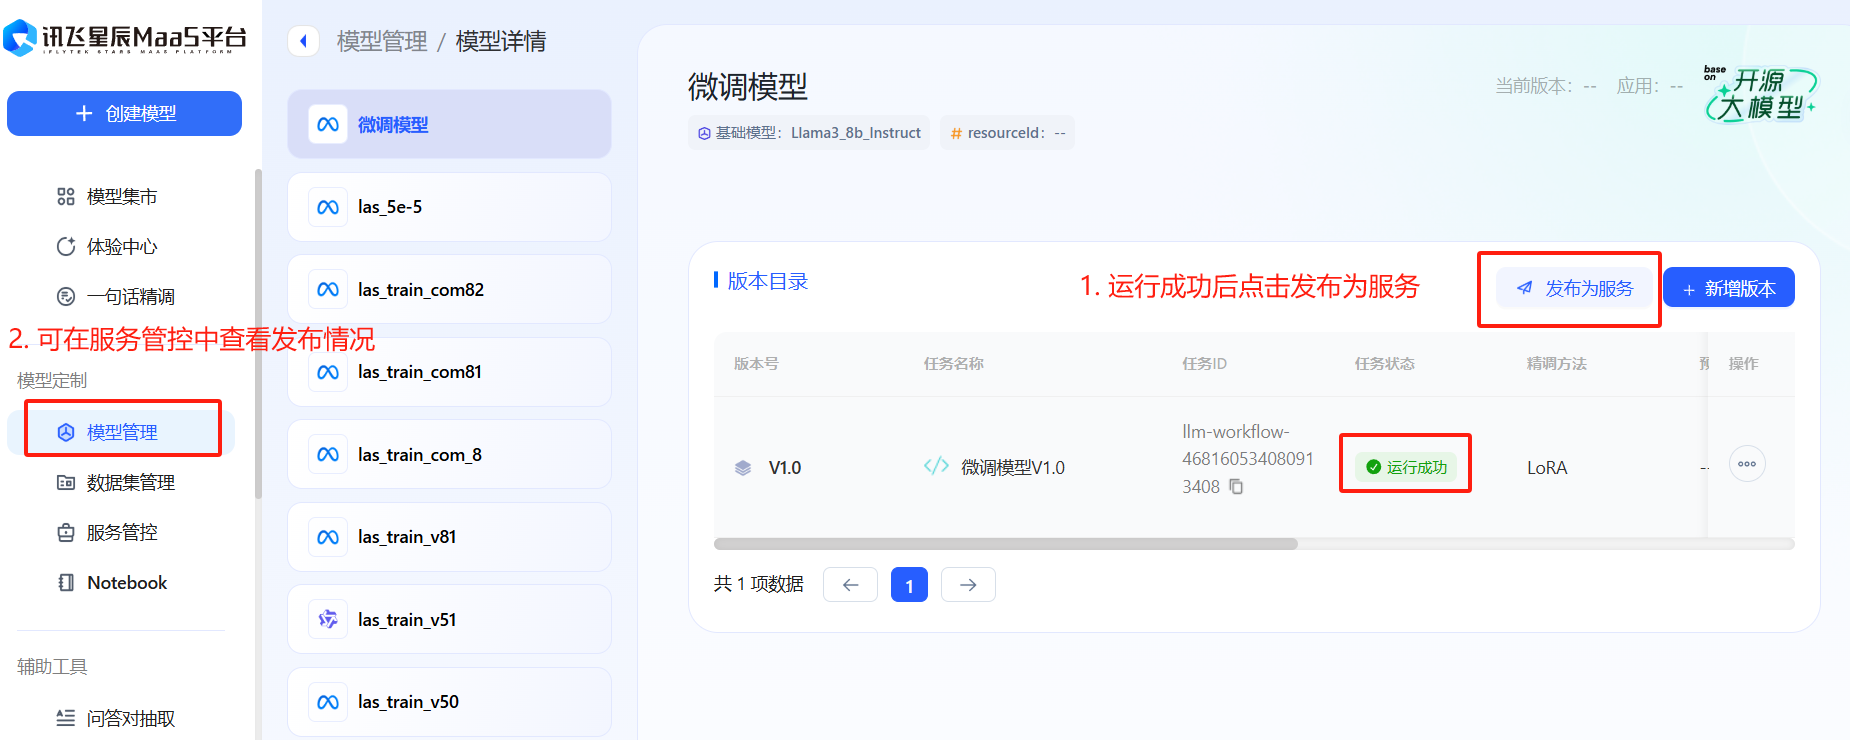 讯飞星辰MaaS平台
IFLYTEK STARS MAAS PLATFORM
+ 创建模型
模型集市
体验中心
一句话精调
2. 可在服务管控中查看发布情况
模型定制
模型管理
数据集管理
服务管控
Notebook
辅助工具
问答对抽取
模型管理 / 模型详情
微调模型
las_5e-5
las_train_com82
las_train_com81
las_train_com_8
las_train_v81
las_train_v51
las_train_v50
微调模型
当前版本：-- 应用：--
base on 开源大模型
基础模型：Llama3_8b_Instruct # resourceId：--
版本目录
1. 运行成功后点击发布为服务
发布为服务
+ 新增版本
版本号 任务名称 任务ID 任务状态 精调方法 操作
V1.0 </> 微调模型V1.0 llm-workflow-
46816053408091
3408
运行成功 LoRA --
共 1 项数据 ← 1 →